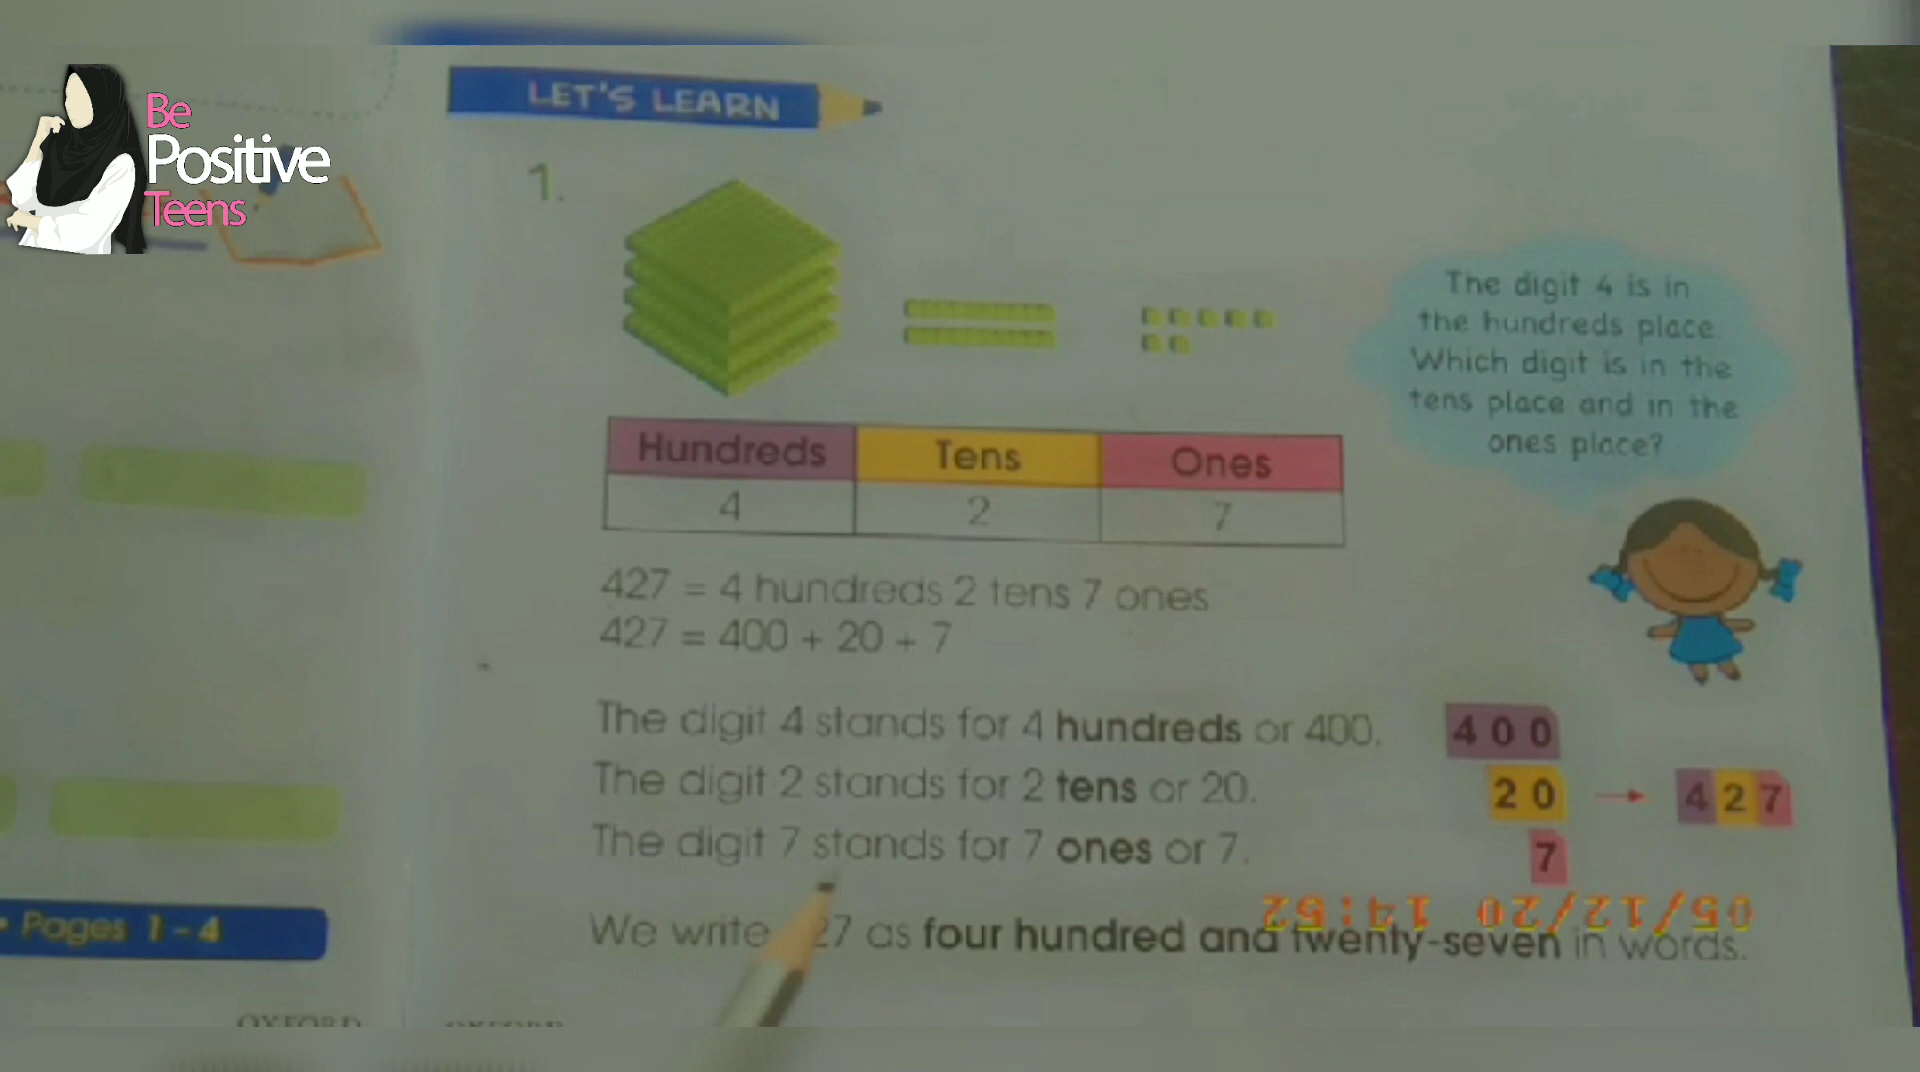 Be
Positive
Teens
LET'S LEARN
1.
The digit 4 is in
the hundreds place.
Which digit is in the
tens place and in the
ones place?
Hundreds Tens Ones
4 2 7
427 = 4 hundreds 2 tens 7 ones
427 = 400 + 20 + 7
The digit 4 stands for 4 hundreds or 400.
The digit 2 stands for 2 tens or 20.
The digit 7 stands for 7 ones or 7.
400
20 → 427
7
05/12/20 14:52
We write 27 as four hundred and twenty-seven in words.
• Pages 1 - 4
OXFORD
OXFORD